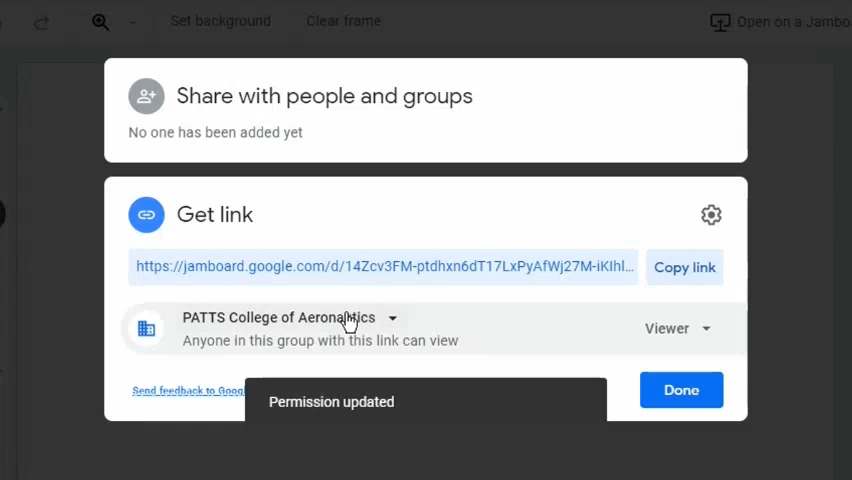 Set background
Clear frame
Open on a Jambo
Share with people and groups
No one has been added yet
Get link
https://jamboard.google.com/d/14Zcv3FM-ptdhxn6dT17LxPyAfWj27M-iKIhl...
Copy link
PATTS College of Aeronautics
Anyone in this group with this link can view
Viewer
Send feedback to Googl
Done
Permission updated